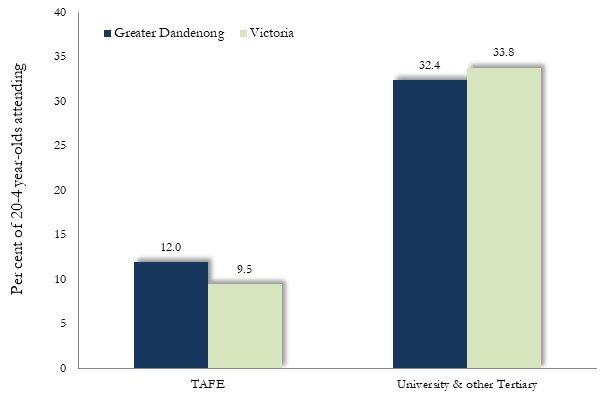 40
35
30
25
20
15
10
5
0
Per cent of 20-4 year-olds attending
Greater Dandenong
Victoria
12.0
9.5
32.4
33.8
TAFE
University & other Tertiary